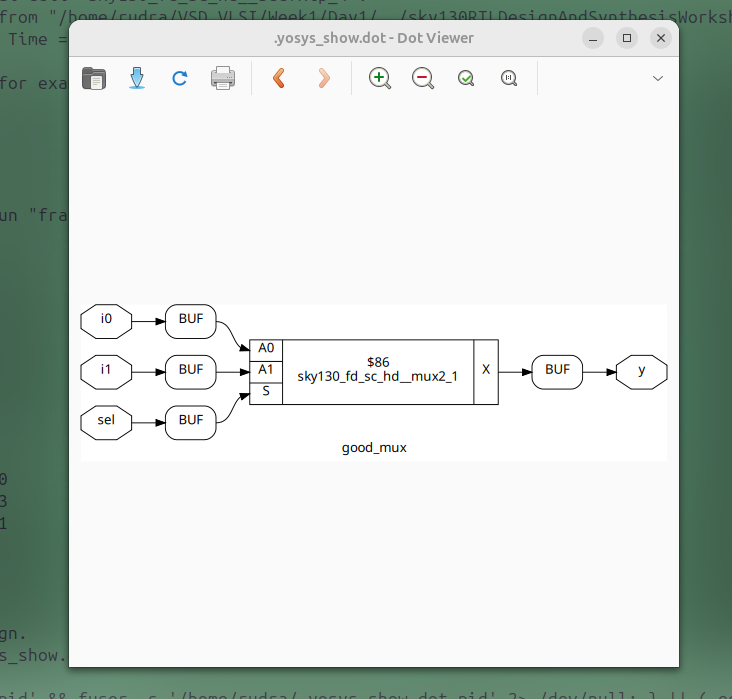 from "/home/rudra/VSD_VLSI/Week1/Day1/../sky130RTLDesignAndSynthesisWorksh
Time =
.yosys_show.dot - Dot Viewer
for exa
un "fra
i0
BUF
i1
BUF
sel
BUF
A0
A1
S
$86
sky130_fd_sc_hd__mux2_1
X
BUF
y
good_mux
0
3
1
gn.
s_show.